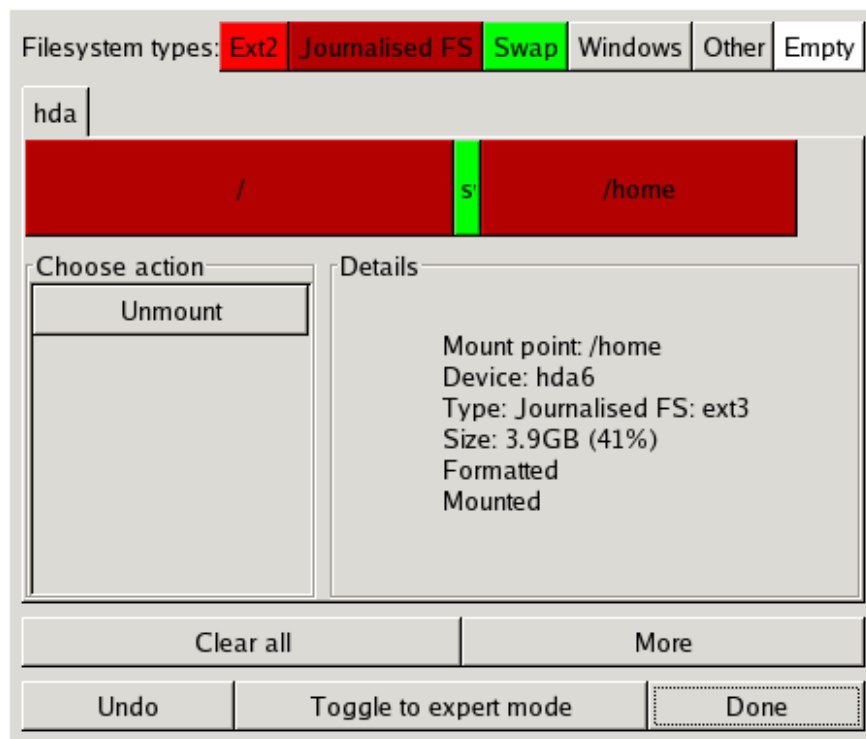 Filesystem types: Ext2 Journalised FS Swap Windows Other Empty
hda
/ /home
Choose action
Details
Unmount
Mount point: /home
Device: hda6
Type: Journalised FS: ext3
Size: 3.9GB (41%)
Formatted
Mounted
Clear all More
Undo Toggle to expert mode Done